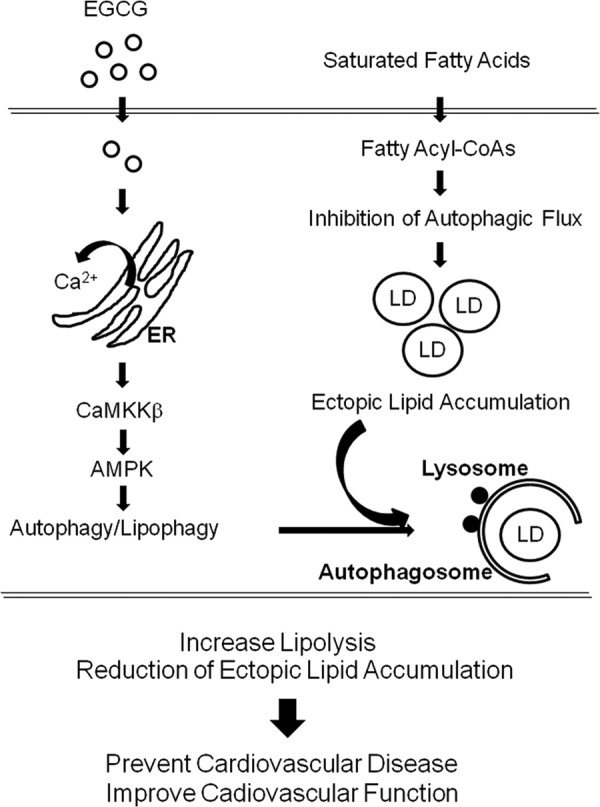 EGCG
Saturated Fatty Acids
Fatty Acyl-CoAs
Inhibition of Autophagic Flux
Ca2+
ER
LD
LD
LD
CaMKKβ
Ectopic Lipid Accumulation
AMPK
Lysosome
Autophagy/Lipophagy
LD
Autophagosome
Increase Lipolysis
Reduction of Ectopic Lipid Accumulation
Prevent Cardiovascular Disease
Improve Cadiovascular Function